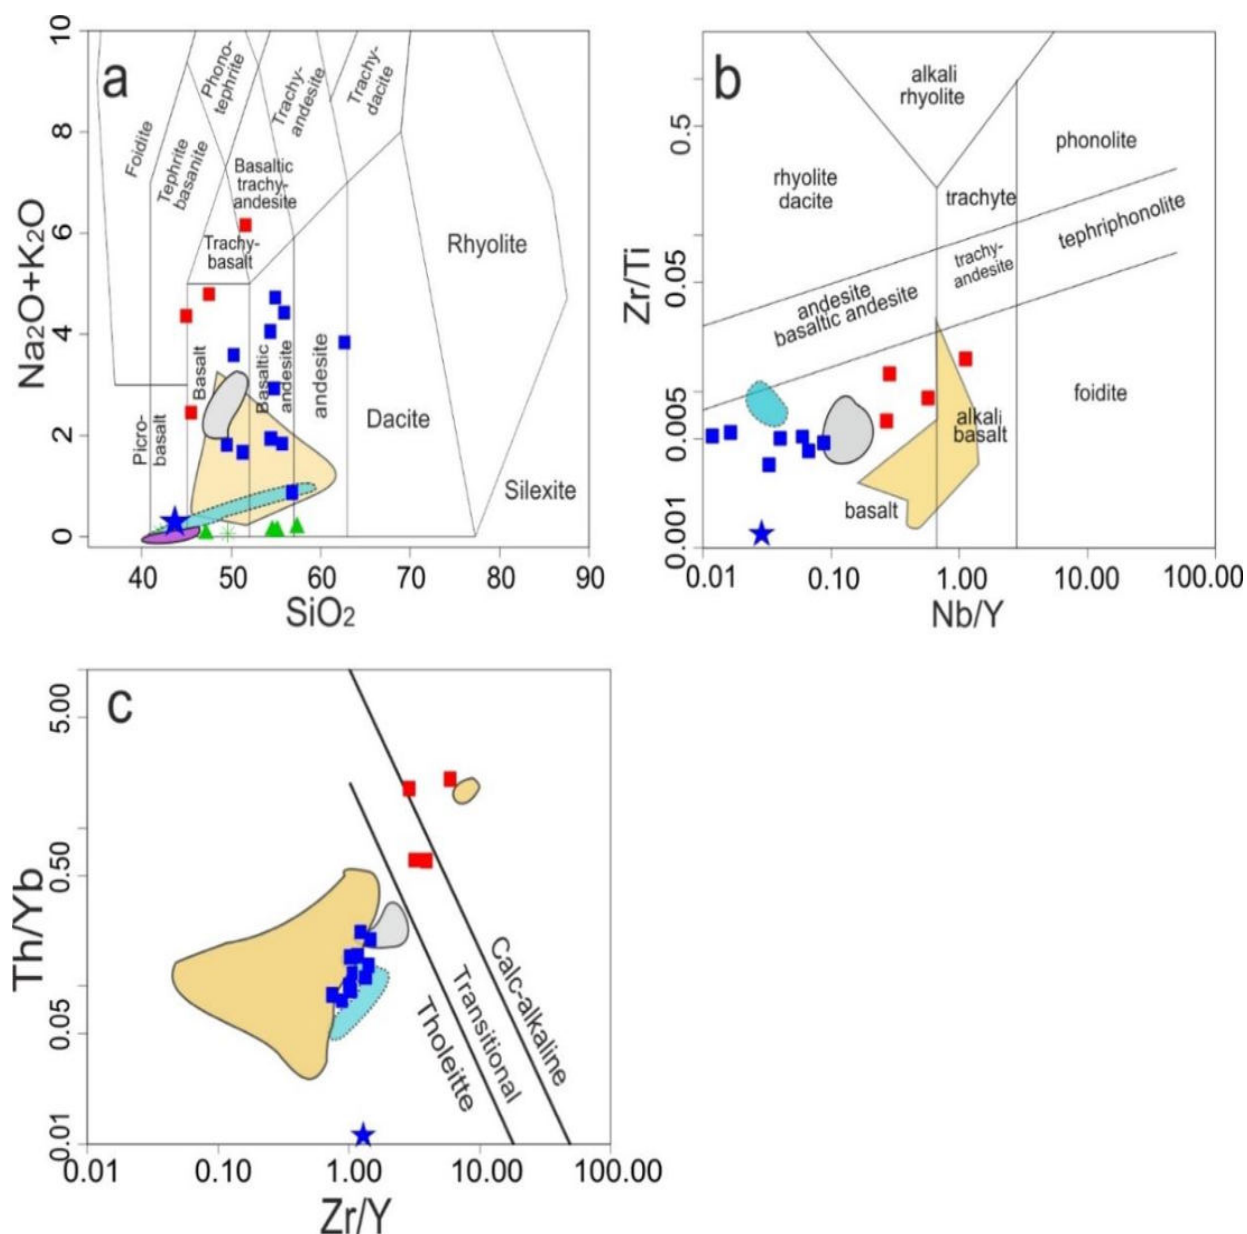 a
Na2O+K2O
10
8
6
4
2
0
Foidite
Phono-
tephrite
Tephrite
basanite
Trachy-
andesite
Trachy-
dacite
Basaltic
trachy-
andesite
Trachy-
basalt
Rhyolite
Basalt
Basaltic
andesite
andesite
Dacite
Picro-
basalt
Silexite
40 50 60 70 80 90
SiO2
b
Zr/Ti
0.5
0.05
0.005
0.001
alkali
rhyolite
phonolite
rhyolite
dacite
trachyte
tephriphonolite
trachy-
andesite
andesite
basaltic andesite
foidite
alkali
basalt
basalt
0.01 0.10 1.00 10.00 100.00
Nb/Y
c
Th/Yb
5.00
0.50
0.05
0.01
Calc-alkaline
Transitional
Tholeitte
0.01 0.10 1.00 10.00 100.00
Zr/Y